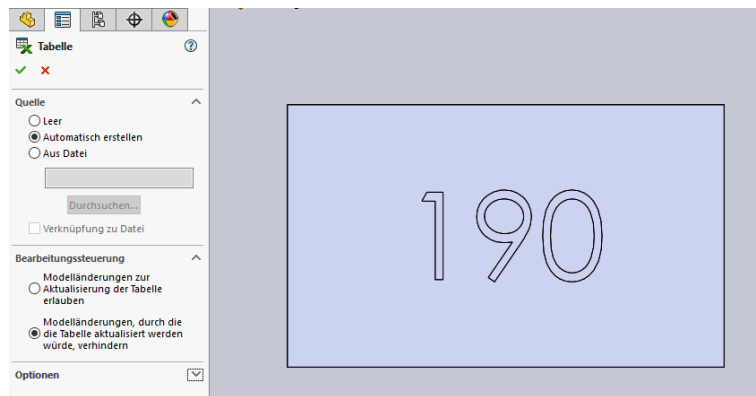 Tabelle
Quelle
Leer
Automatisch erstellen
Aus Datei
Durchsuchen...
Verknüpfung zu Datei
Bearbeitungssteuerung
Modelländerungen zur
Aktualisierung der Tabelle
erlauben
Modelländerungen, durch die
die Tabelle aktualisiert werden
würde, verhindern
Optionen
190